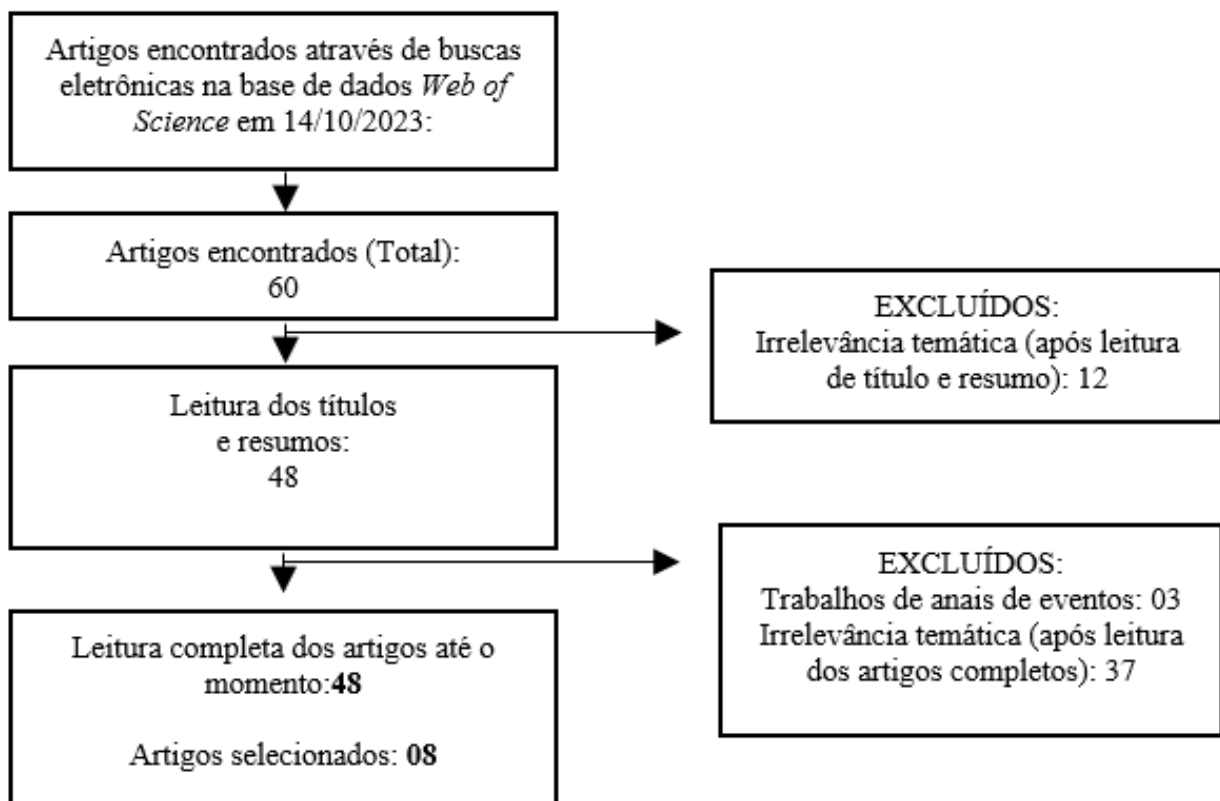 Artigos encontrados através de buscas
eletrônicas na base de dados Web of
Science em 14/10/2023:
Artigos encontrados (Total):
60
EXCLUÍDOS:
Irrelevância temática (após leitura
de título e resumo): 12
Leitura dos títulos
e resumos:
48
EXCLUÍDOS:
Trabalhos de anais de eventos: 03
Irrelevância temática (após leitura
dos artigos completos): 37
Leitura completa dos artigos até o
momento:48
Artigos selecionados: 08